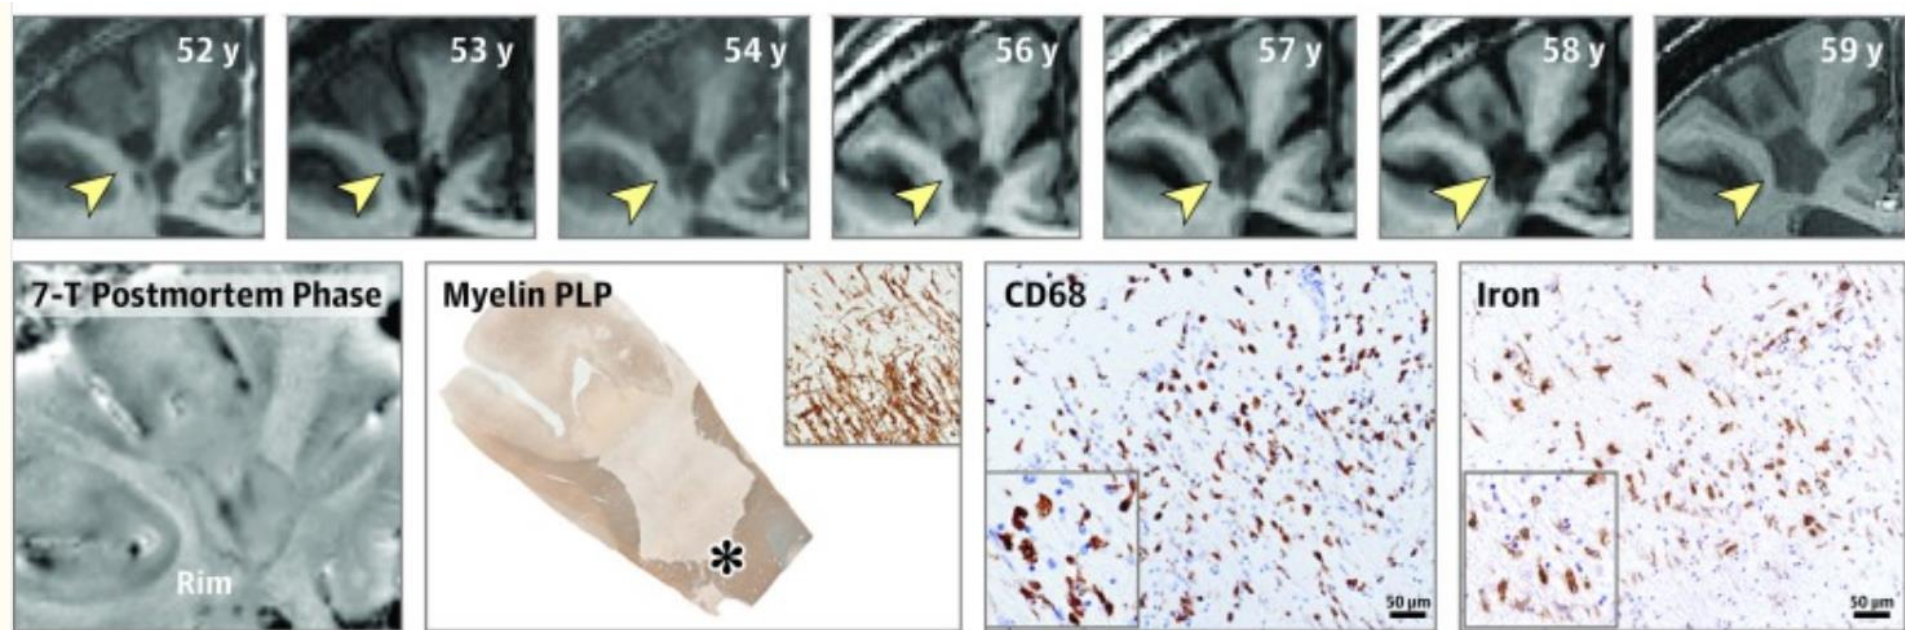 52 y
53 y
54 y
56 y
57 y
58 y
59 y
7-T Postmortem Phase
Rim
Myelin PLP
*
CD68
50 µm
Iron
50 µm